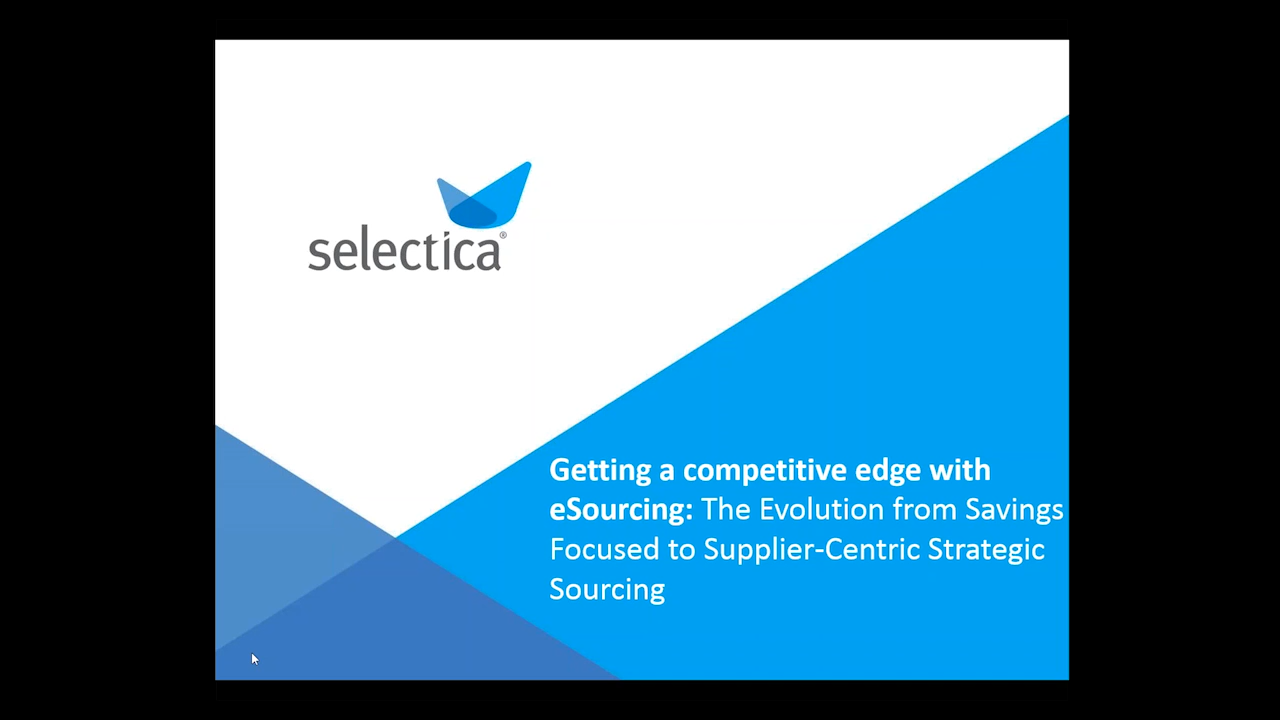 selectica®
Getting a competitive edge with
eSourcing: The Evolution from Savings
Focused to Supplier-Centric Strategic
Sourcing